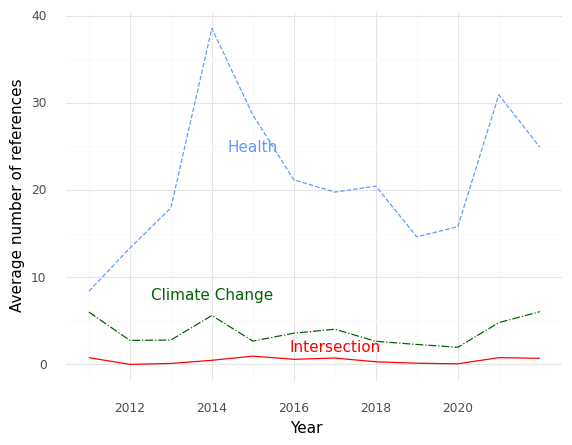 40
30
20
10
0
Average number of references
Health
Climate Change
Intersection
2012 2014 2016 2018 2020
Year